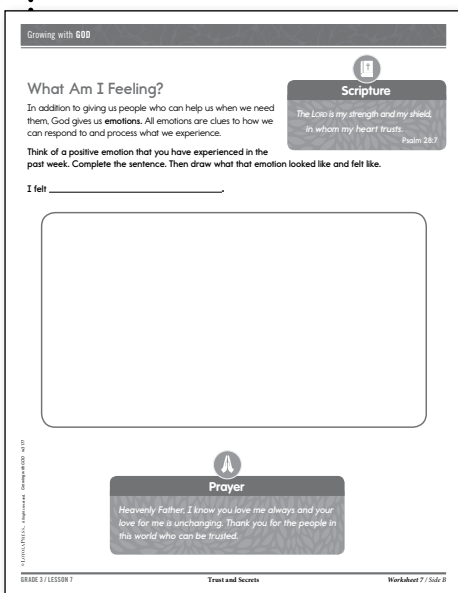 Growing with GOD
What Am I Feeling?
In addition to giving us people who can help us when we need
them, God gives us emotions. All emotions are clues to how we
can respond to and process what we experience.
Think of a positive emotion that you have experienced in the
past week. Complete the sentence. Then draw what that emotion looked like and felt like.
Scripture
The LORD is my strength and my shield,
in whom my heart trusts.
Psalm 28:7
I felt ______________________________.
Prayer
Heavenly Father, I know you love me always and your
love for me is unchanging. Thank you for the people in
this world who can be trusted.
Growing with GOD
GRADE 3 / LESSON 7
Trust and Secrets
Worksheet 7 / Side B